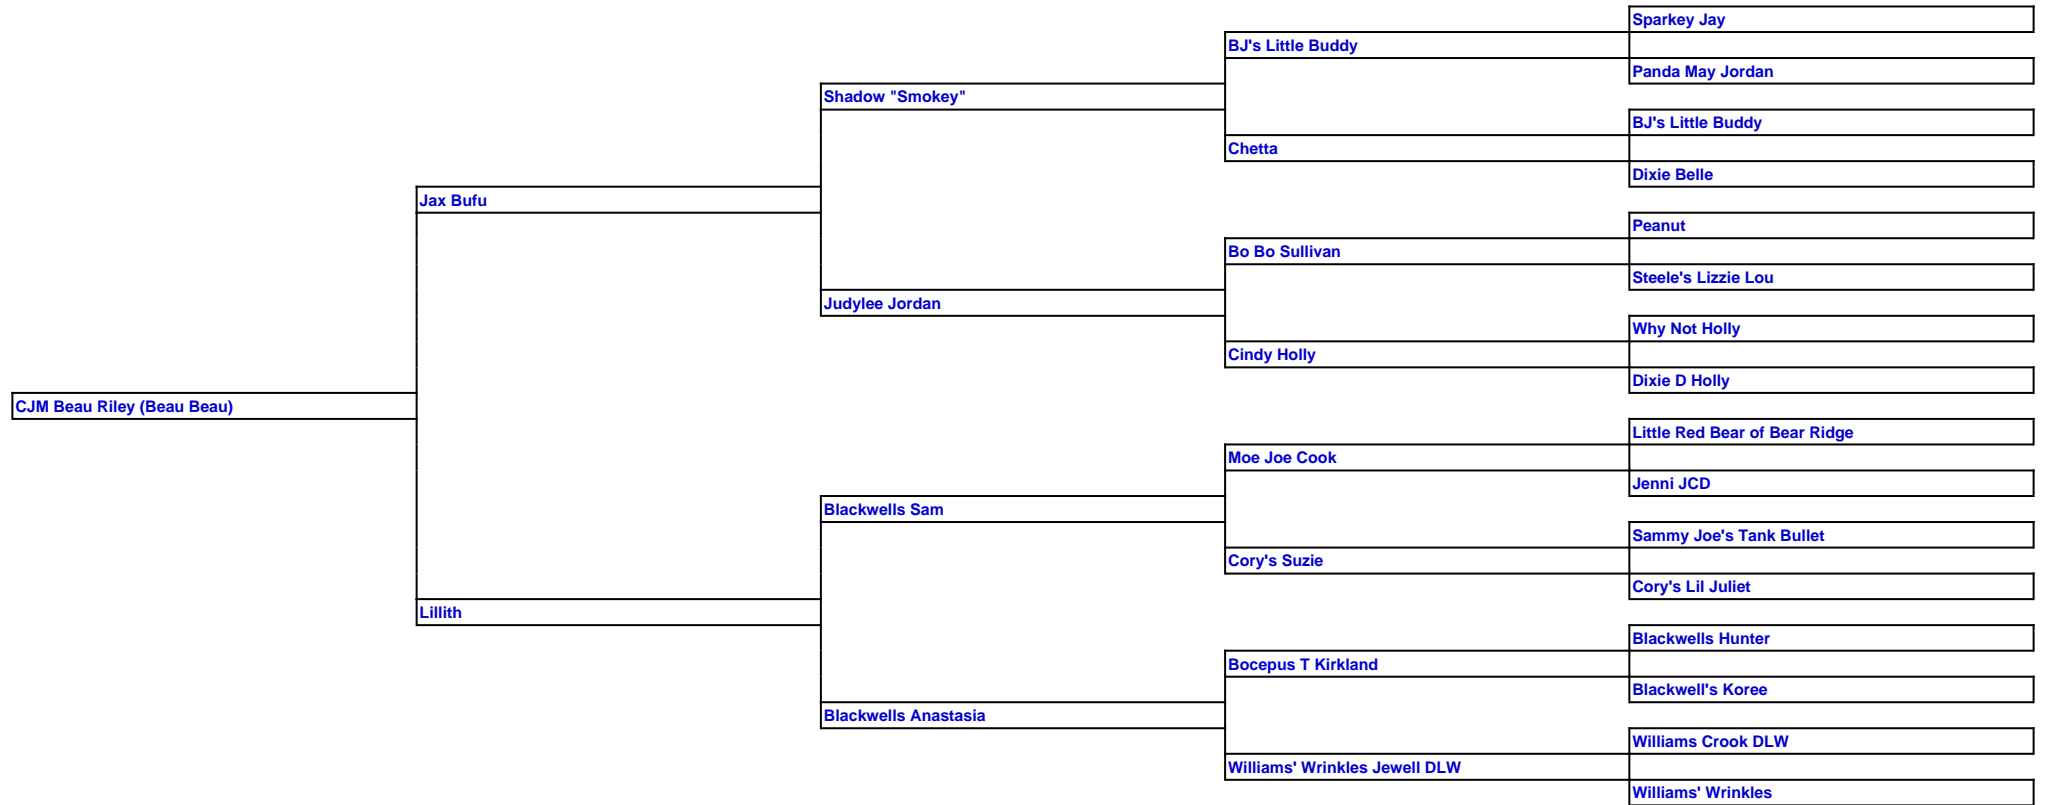 Sparkey Jay
BJ's Little Buddy
Panda May Jordan
Shadow "Smokey"
BJ's Little Buddy
Chetta
Dixie Belle
Jax Bufu
Peanut
Bo Bo Sullivan
Steele's Lizzie Lou
Judylee Jordan
Why Not Holly
Cindy Holly
Dixie D Holly
CJM Beau Riley (Beau Beau)
Little Red Bear of Bear Ridge
Moe Joe Cook
Jenni JCD
Blackwells Sam
Sammy Joe's Tank Bullet
Cory's Suzie
Cory's Lil Juliet
Lillith
Blackwells Hunter
Bocepus T Kirkland
Blackwell's Koree
Blackwells Anastasia
Williams Crook DLW
Williams' Wrinkles Jewell DLW
Williams' Wrinkles